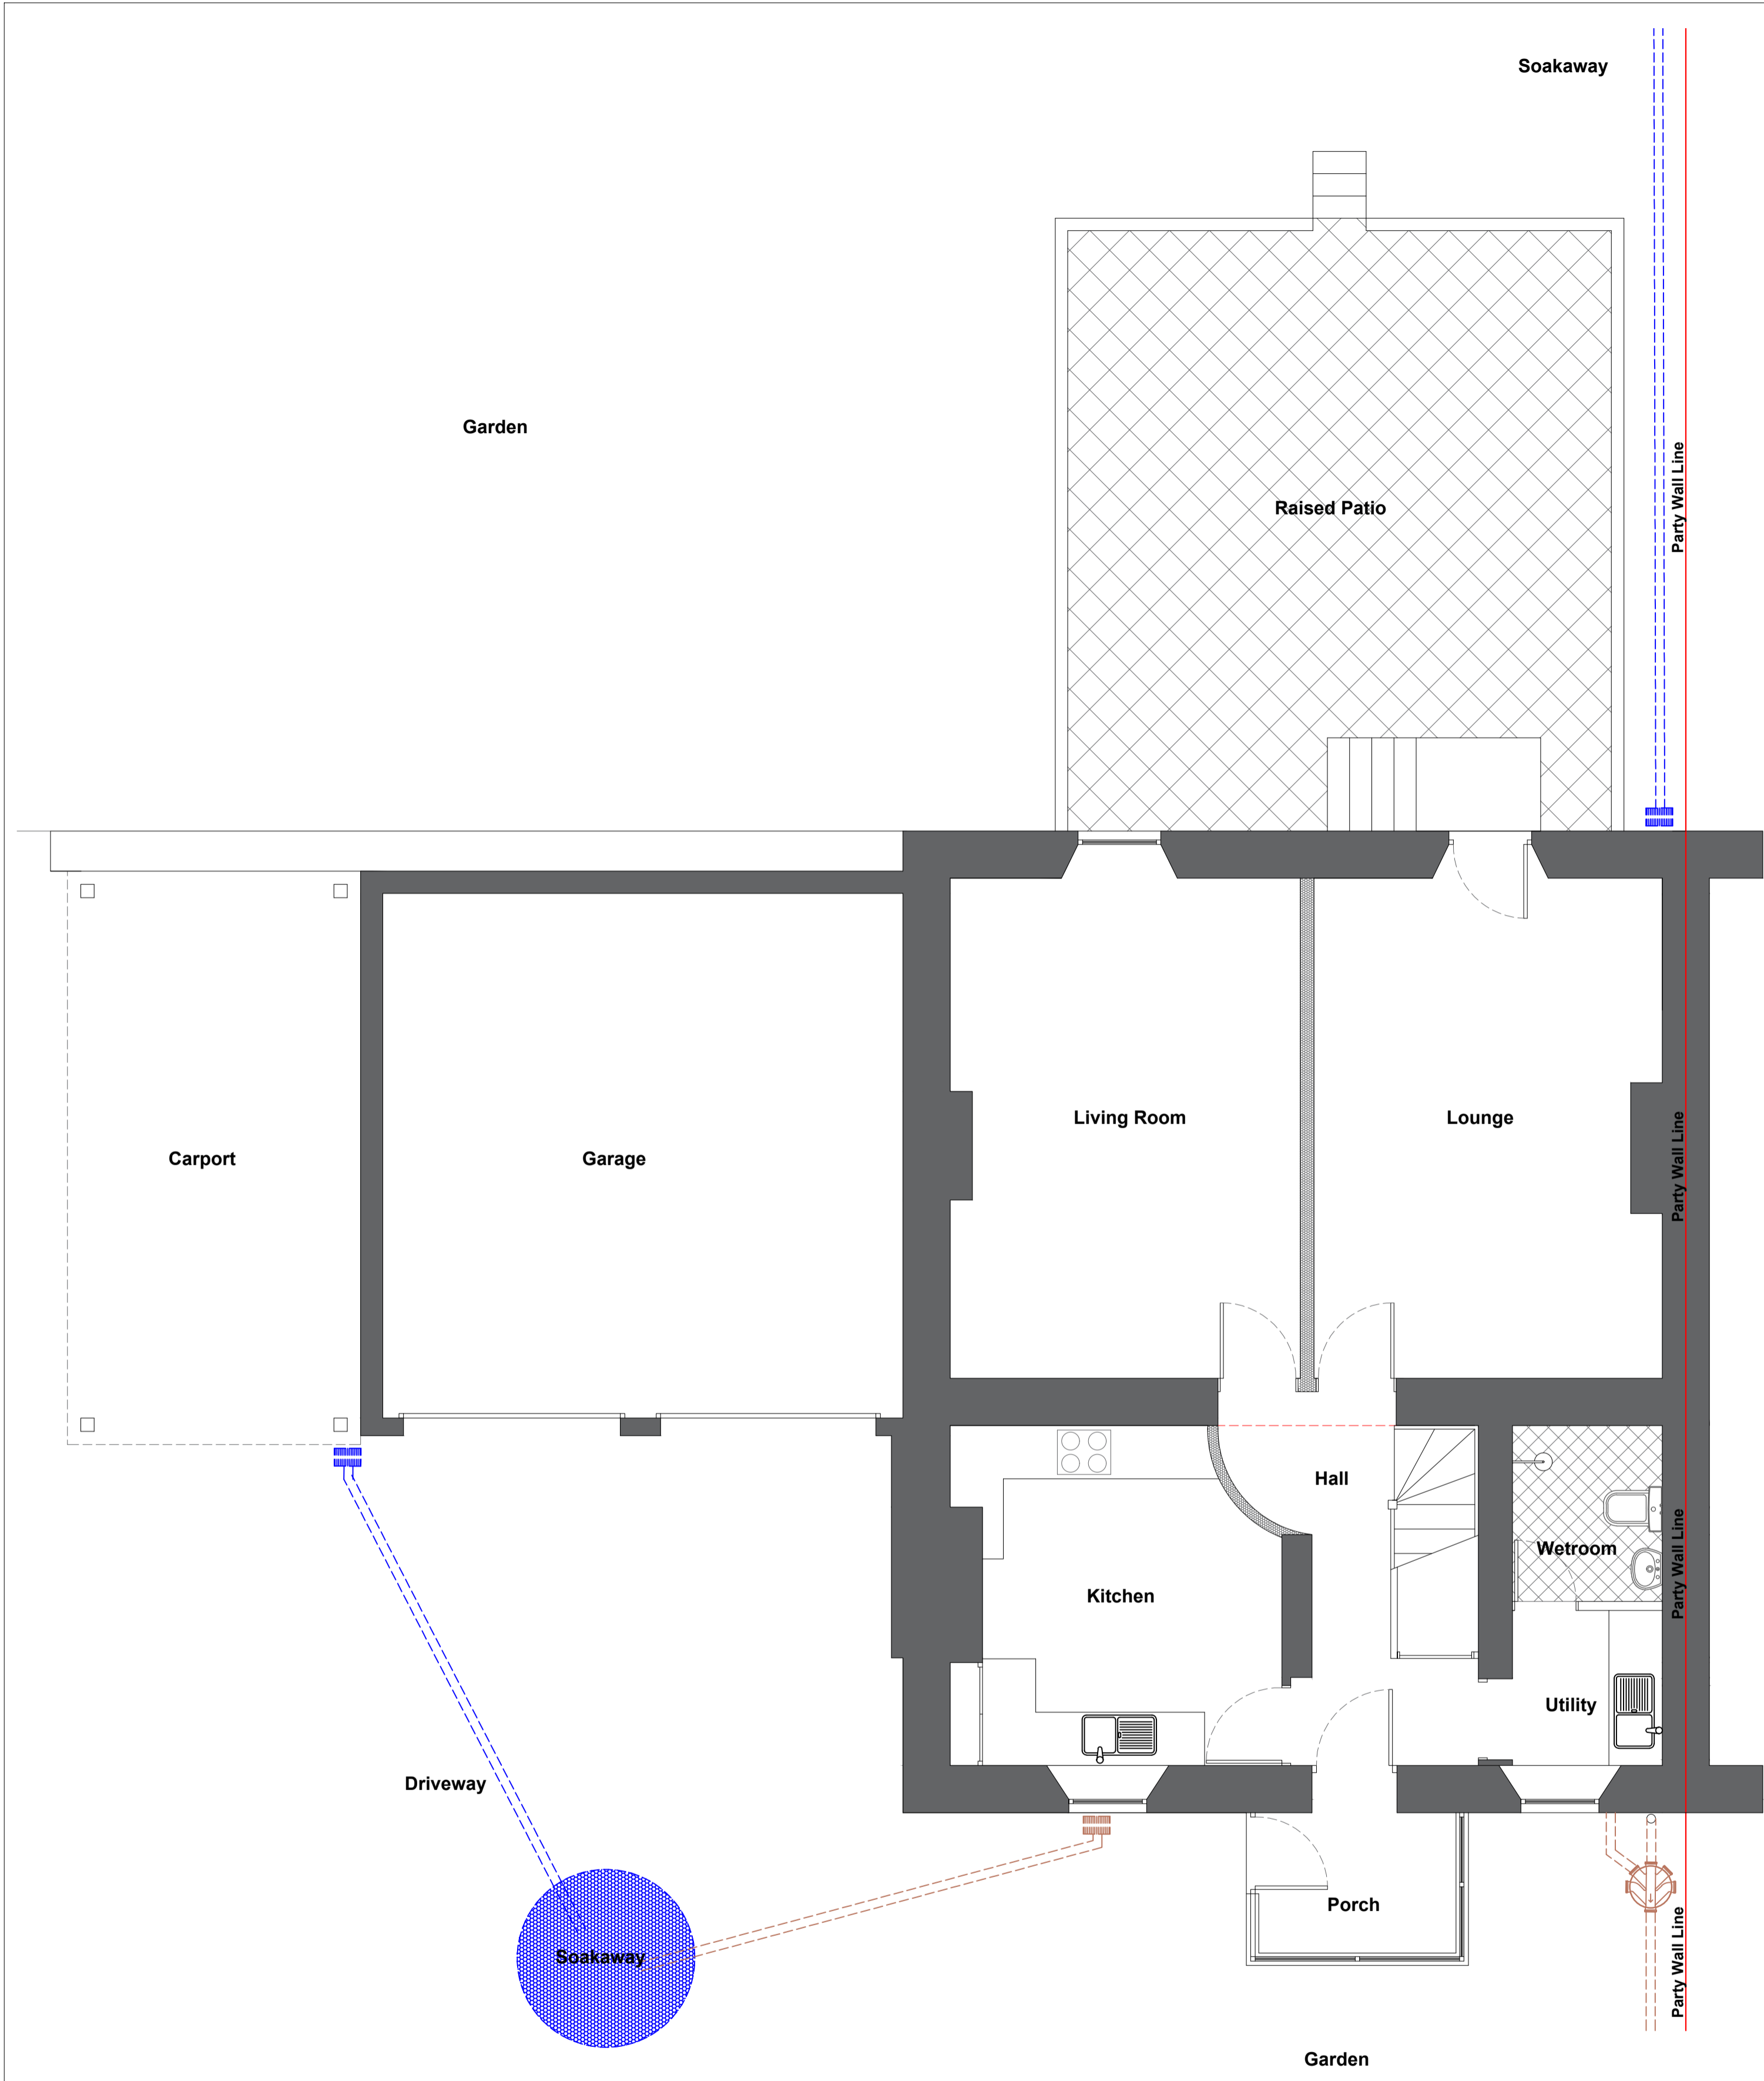 Soakaway
Garden
Raised Patio
Party Wall Line
Carport
Garage
Living Room
Lounge
Party Wall Line
Hall
Wetroom
Party Wall Line
Kitchen
Utility
Driveway
Porch
Soakaway
Party Wall Line
Garden